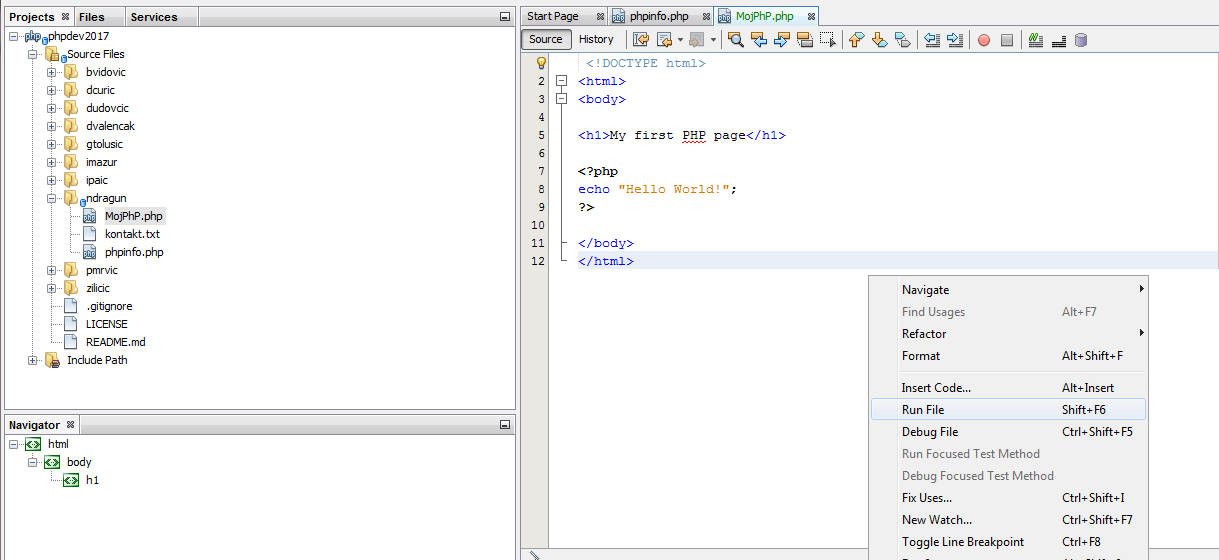 Projects
Files
Services
phpdev2017
Source Files
bvidovic
dcuric
dudovcic
dvalencak
gtolusic
imazur
ipaic
ndragun
MojPhP.php
kontakt.txt
phpinfo.php
pmrvic
zilicic
.gitignore
LICENSE
README.md
Include Path
Navigator
html
body
h1
Start Page
phpinfo.php
MojPhP.php
Source
History
<!DOCTYPE html>
2 <html>
3 <body>
4
5 <h1>My first PHP page</h1>
6
7 <?php
8 echo "Hello World!";
9 ?>
10
11 </body>
12 </html>
Navigate
Find Usages Alt+F7
Refactor
Format Alt+Shift+F
Insert Code... Alt+Insert
Run File Shift+F6
Debug File Ctrl+Shift+F5
Run Focused Test Method
Debug Focused Test Method
Fix Uses... Ctrl+Shift+I
New Watch... Ctrl+Shift+F7
Toggle Line Breakpoint Ctrl+F8